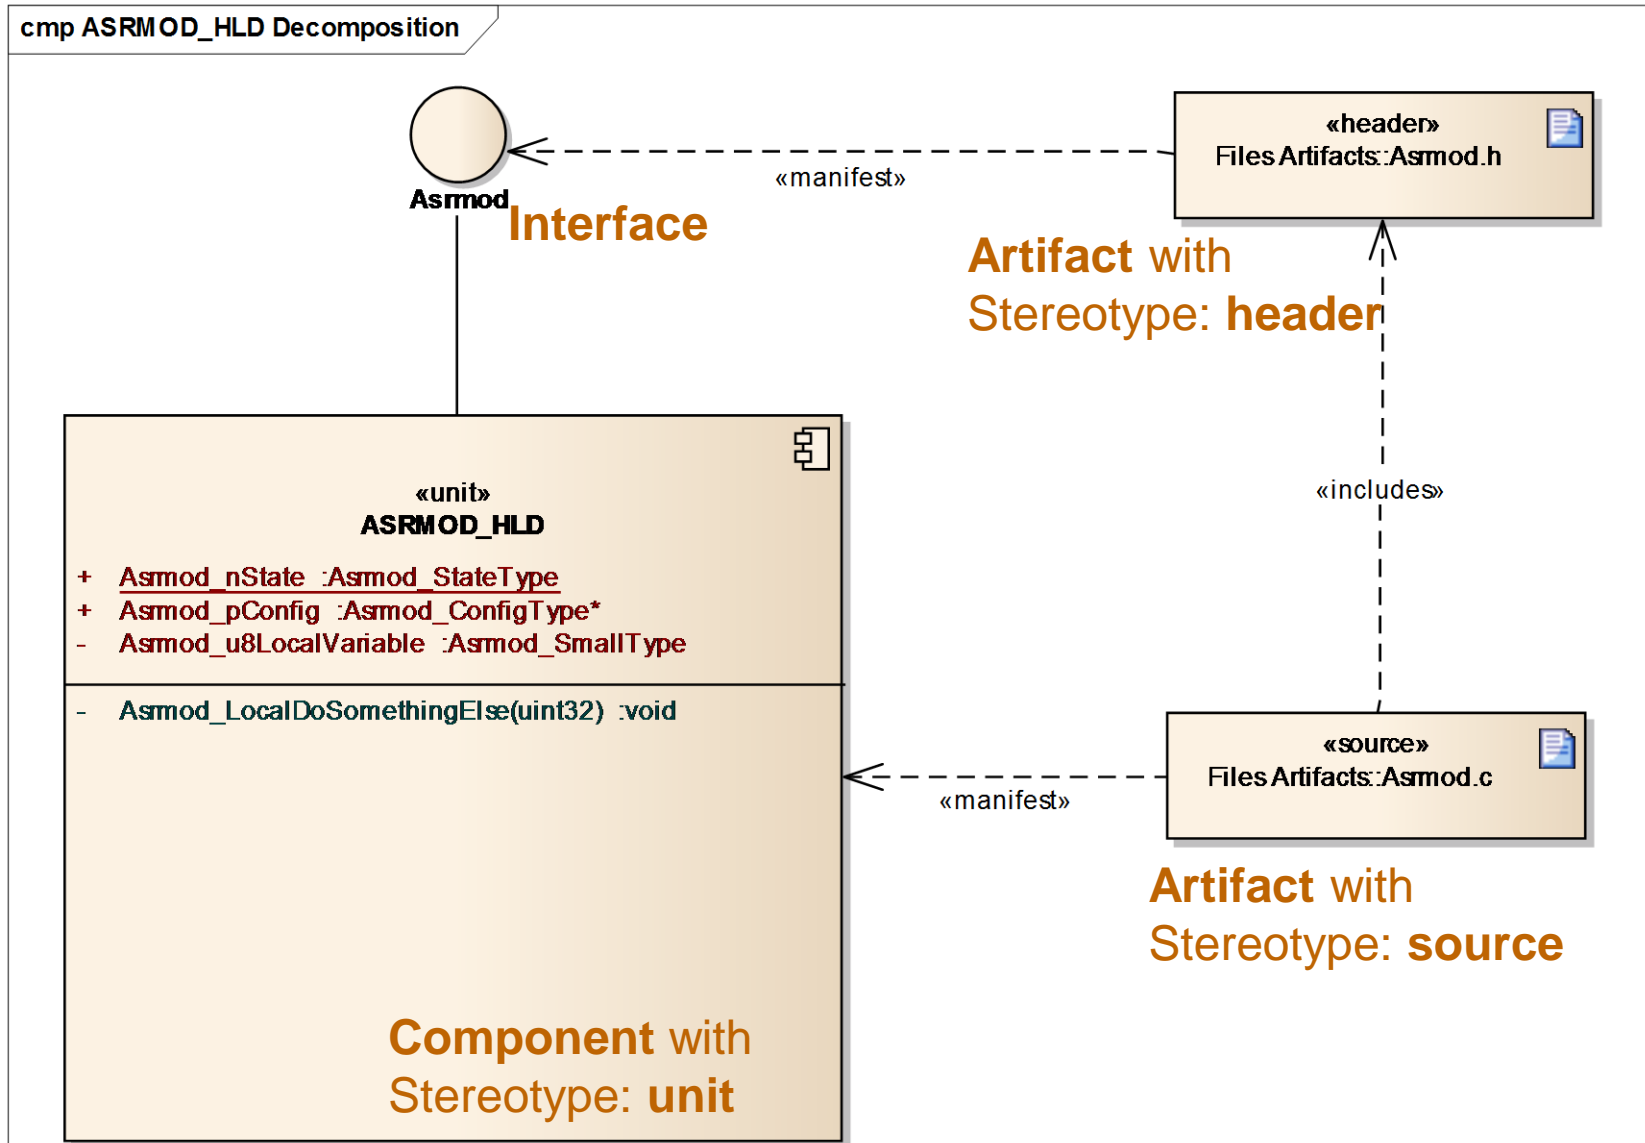 cmp ASRMOD_HLD Decomposition
«header»
Files Artifacts::Asrmod.h
«manifest»
Asrmod
Interface
Artifact with
Stereotype: header
«unit»
ASRMOD_HLD
«includes»
+ Asrmod_nState :Asrmod_StateType
+ Asrmod_pConfig :Asrmod_ConfigType*
- Asrmod_u8LocalVariable :Asrmod_SmallType
- Asrmod_LocalDoSomethingElse(uint32) :void
«source»
Files Artifacts::Asrmod.c
«manifest»
Artifact with
Stereotype: source
Component with
Stereotype: unit